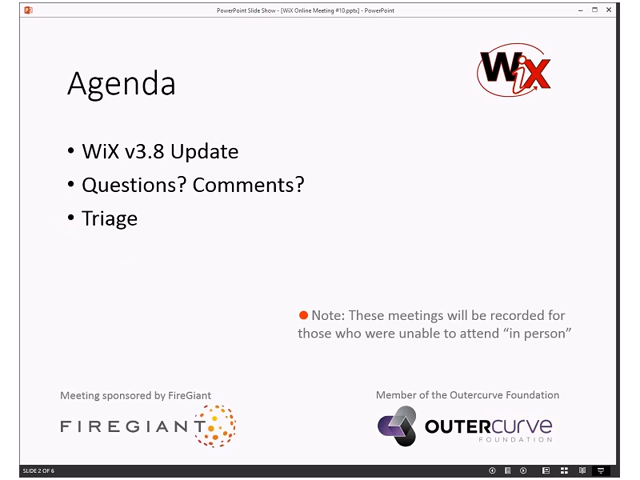 PowerPoint Slide Show - [WiX Online Meeting #10.pptx] - PowerPoint
Agenda
WiX
• WiX v3.8 Update
• Questions? Comments?
• Triage
Note: These meetings will be recorded for
those who were unable to attend “in person”
Meeting sponsored by FireGiant
FIREGIANT
Member of the Outercurve Foundation
OUTERCURVE
FOUNDATION
SLIDE 2 OF 6